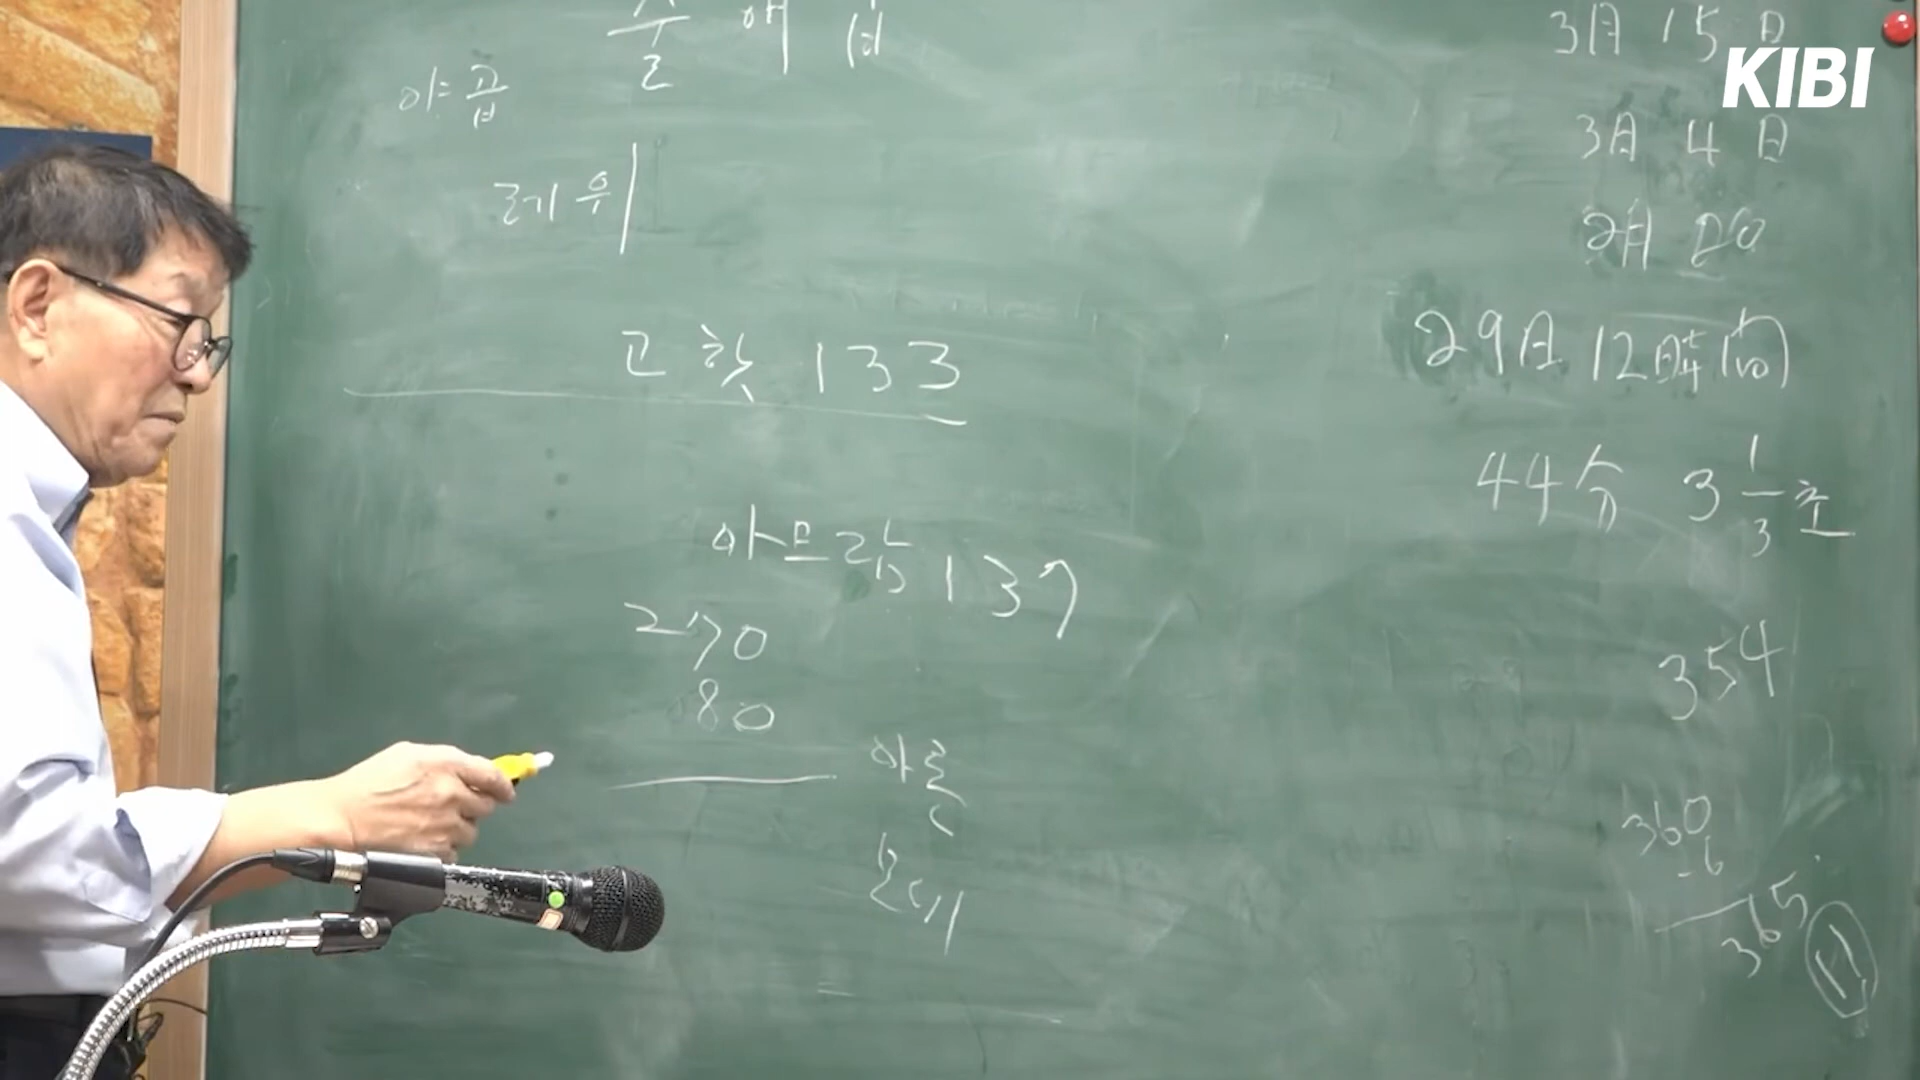 출애굽
야곱
레위
고핫 133
아므람 137
270
80
아론
모세
3月 15日
KIBI
3月 4日
2月 20
29日 12時
44分 3 1/3초
354
360
-6
365
11